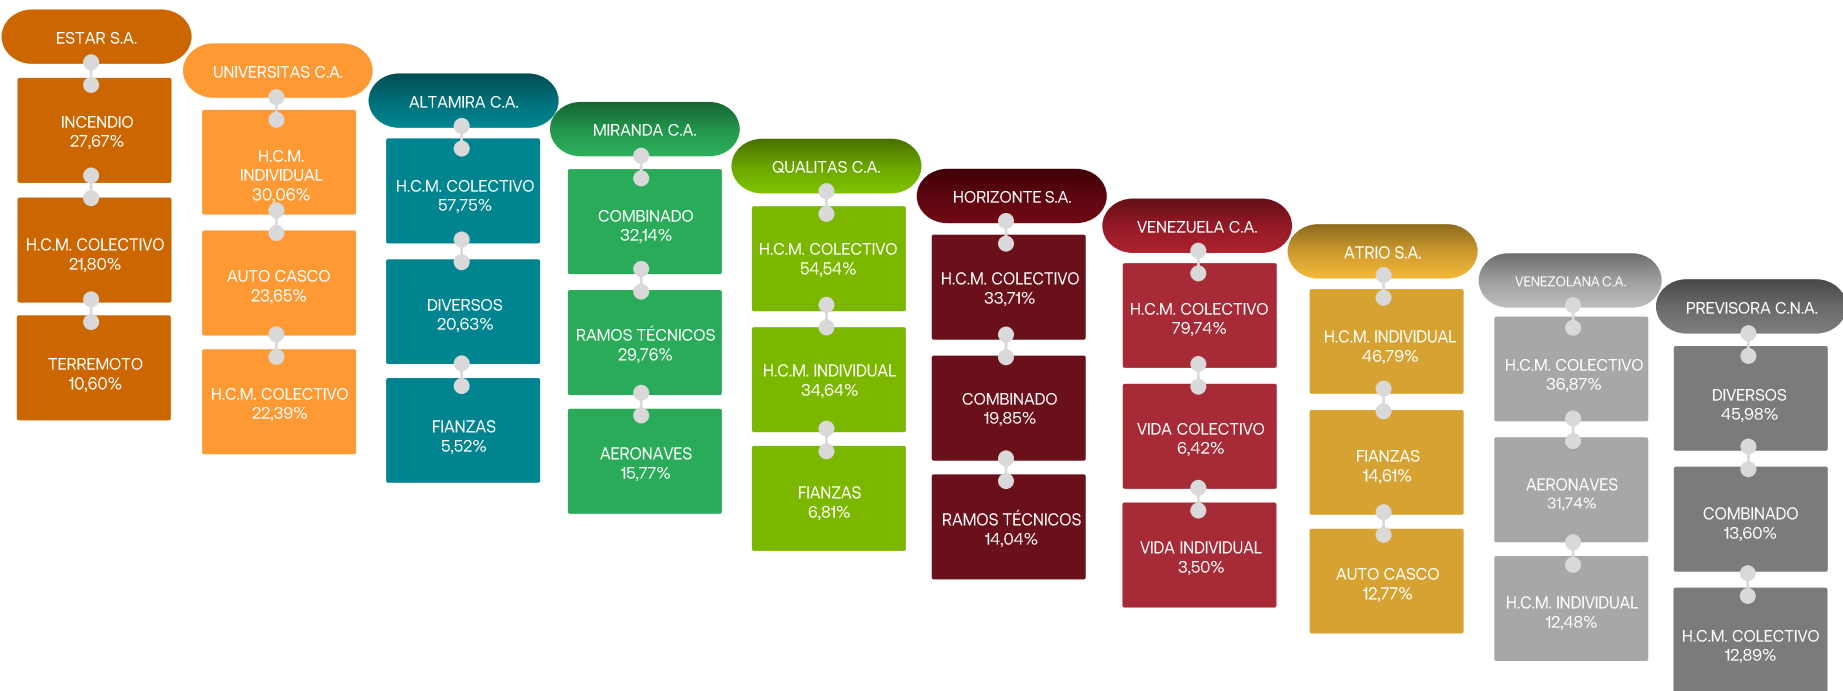 ESTAR S.A.
INCENDIO
27,67%
H.C.M. COLECTIVO
21,80%
TERREMOTO
10,60%
UNIVERSITAS C.A.
H.C.M.
INDIVIDUAL
30,06%
AUTO CASCO
23,65%
H.C.M. COLECTIVO
22,39%
ALTAMIRA C.A.
H.C.M. COLECTIVO
57,75%
DIVERSOS
20,63%
FIANZAS
5,52%
MIRANDA C.A.
COMBINADO
32,14%
RAMOS TÉCNICOS
29,76%
AERONAVES
15,77%
QUALITAS C.A.
H.C.M. COLECTIVO
54,54%
H.C.M. INDIVIDUAL
34,64%
FIANZAS
6,81%
HORIZONTE S.A.
H.C.M. COLECTIVO
33,71%
COMBINADO
19,85%
RAMOS TÉCNICOS
14,04%
VENEZUELA C.A.
H.C.M. COLECTIVO
79,74%
VIDA COLECTIVO
6,42%
VIDA INDIVIDUAL
3,50%
ATRIO S.A.
H.C.M. INDIVIDUAL
46,79%
FIANZAS
14,61%
AUTO CASCO
12,77%
VENEZOLANA C.A.
H.C.M. COLECTIVO
36,87%
AERONAVES
31,74%
H.C.M. INDIVIDUAL
12,48%
PREVISORA C.N.A.
DIVERSOS
45,98%
COMBINADO
13,60%
H.C.M. COLECTIVO
12,89%